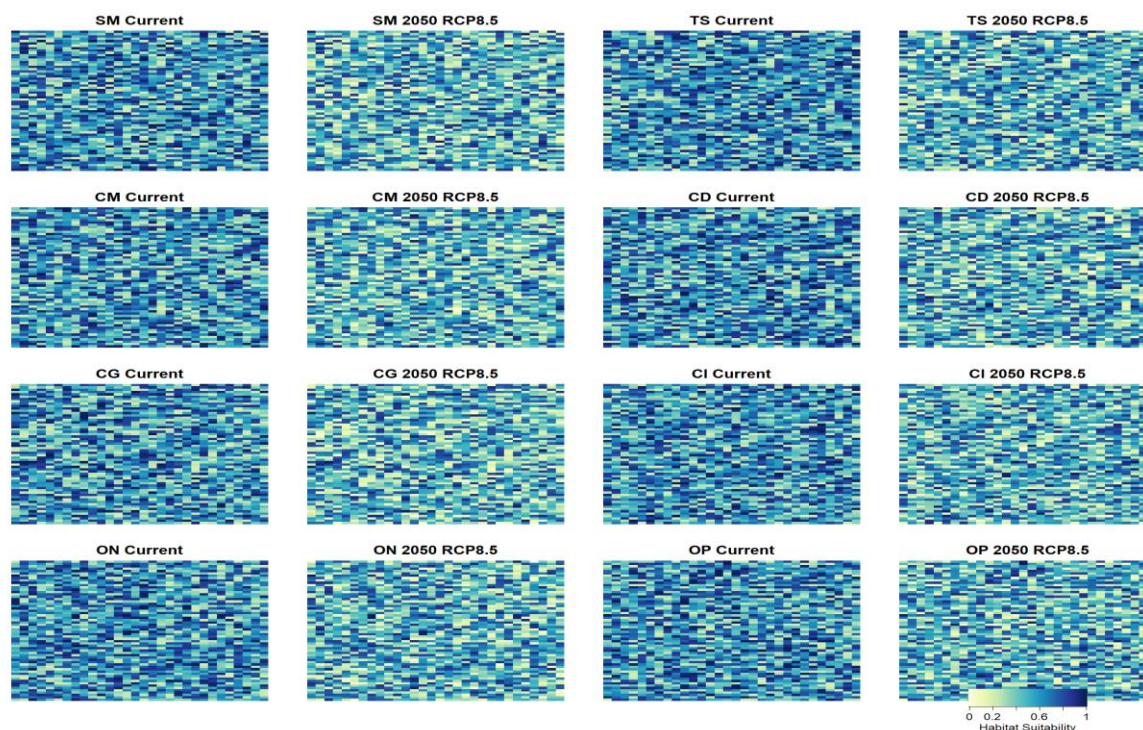 SM Current
SM 2050 RCP8.5
TS Current
TS 2050 RCP8.5
CM Current
CM 2050 RCP8.5
CD Current
CD 2050 RCP8.5
CG Current
CG 2050 RCP8.5
CI Current
CI 2050 RCP8.5
ON Current
ON 2050 RCP8.5
OP Current
OP 2050 RCP8.5
0 0.2 0.6 1
Habitat Suitability